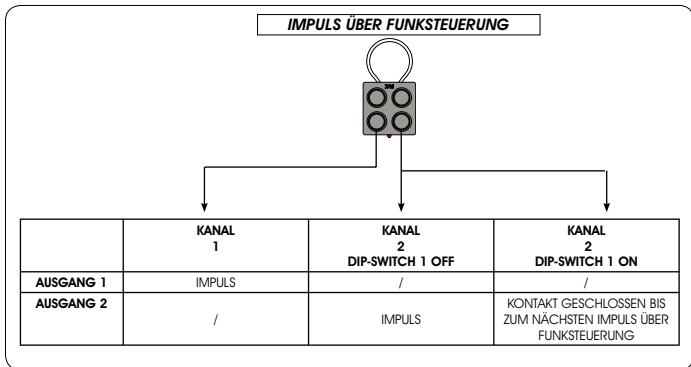 IMPULS ÜBER FUNKSTEUERUNG
KANAL
1
KANAL
2
DIP-SWITCH 1 OFF
KANAL
2
DIP-SWITCH 1 ON
AUSGANG 1
IMPULS
/
/
AUSGANG 2
/
IMPULS
KONTAKT GESCHLOSSEN BIS
ZUM NÄCHSTEN IMPULS ÜBER
FUNKSTEUERUNG